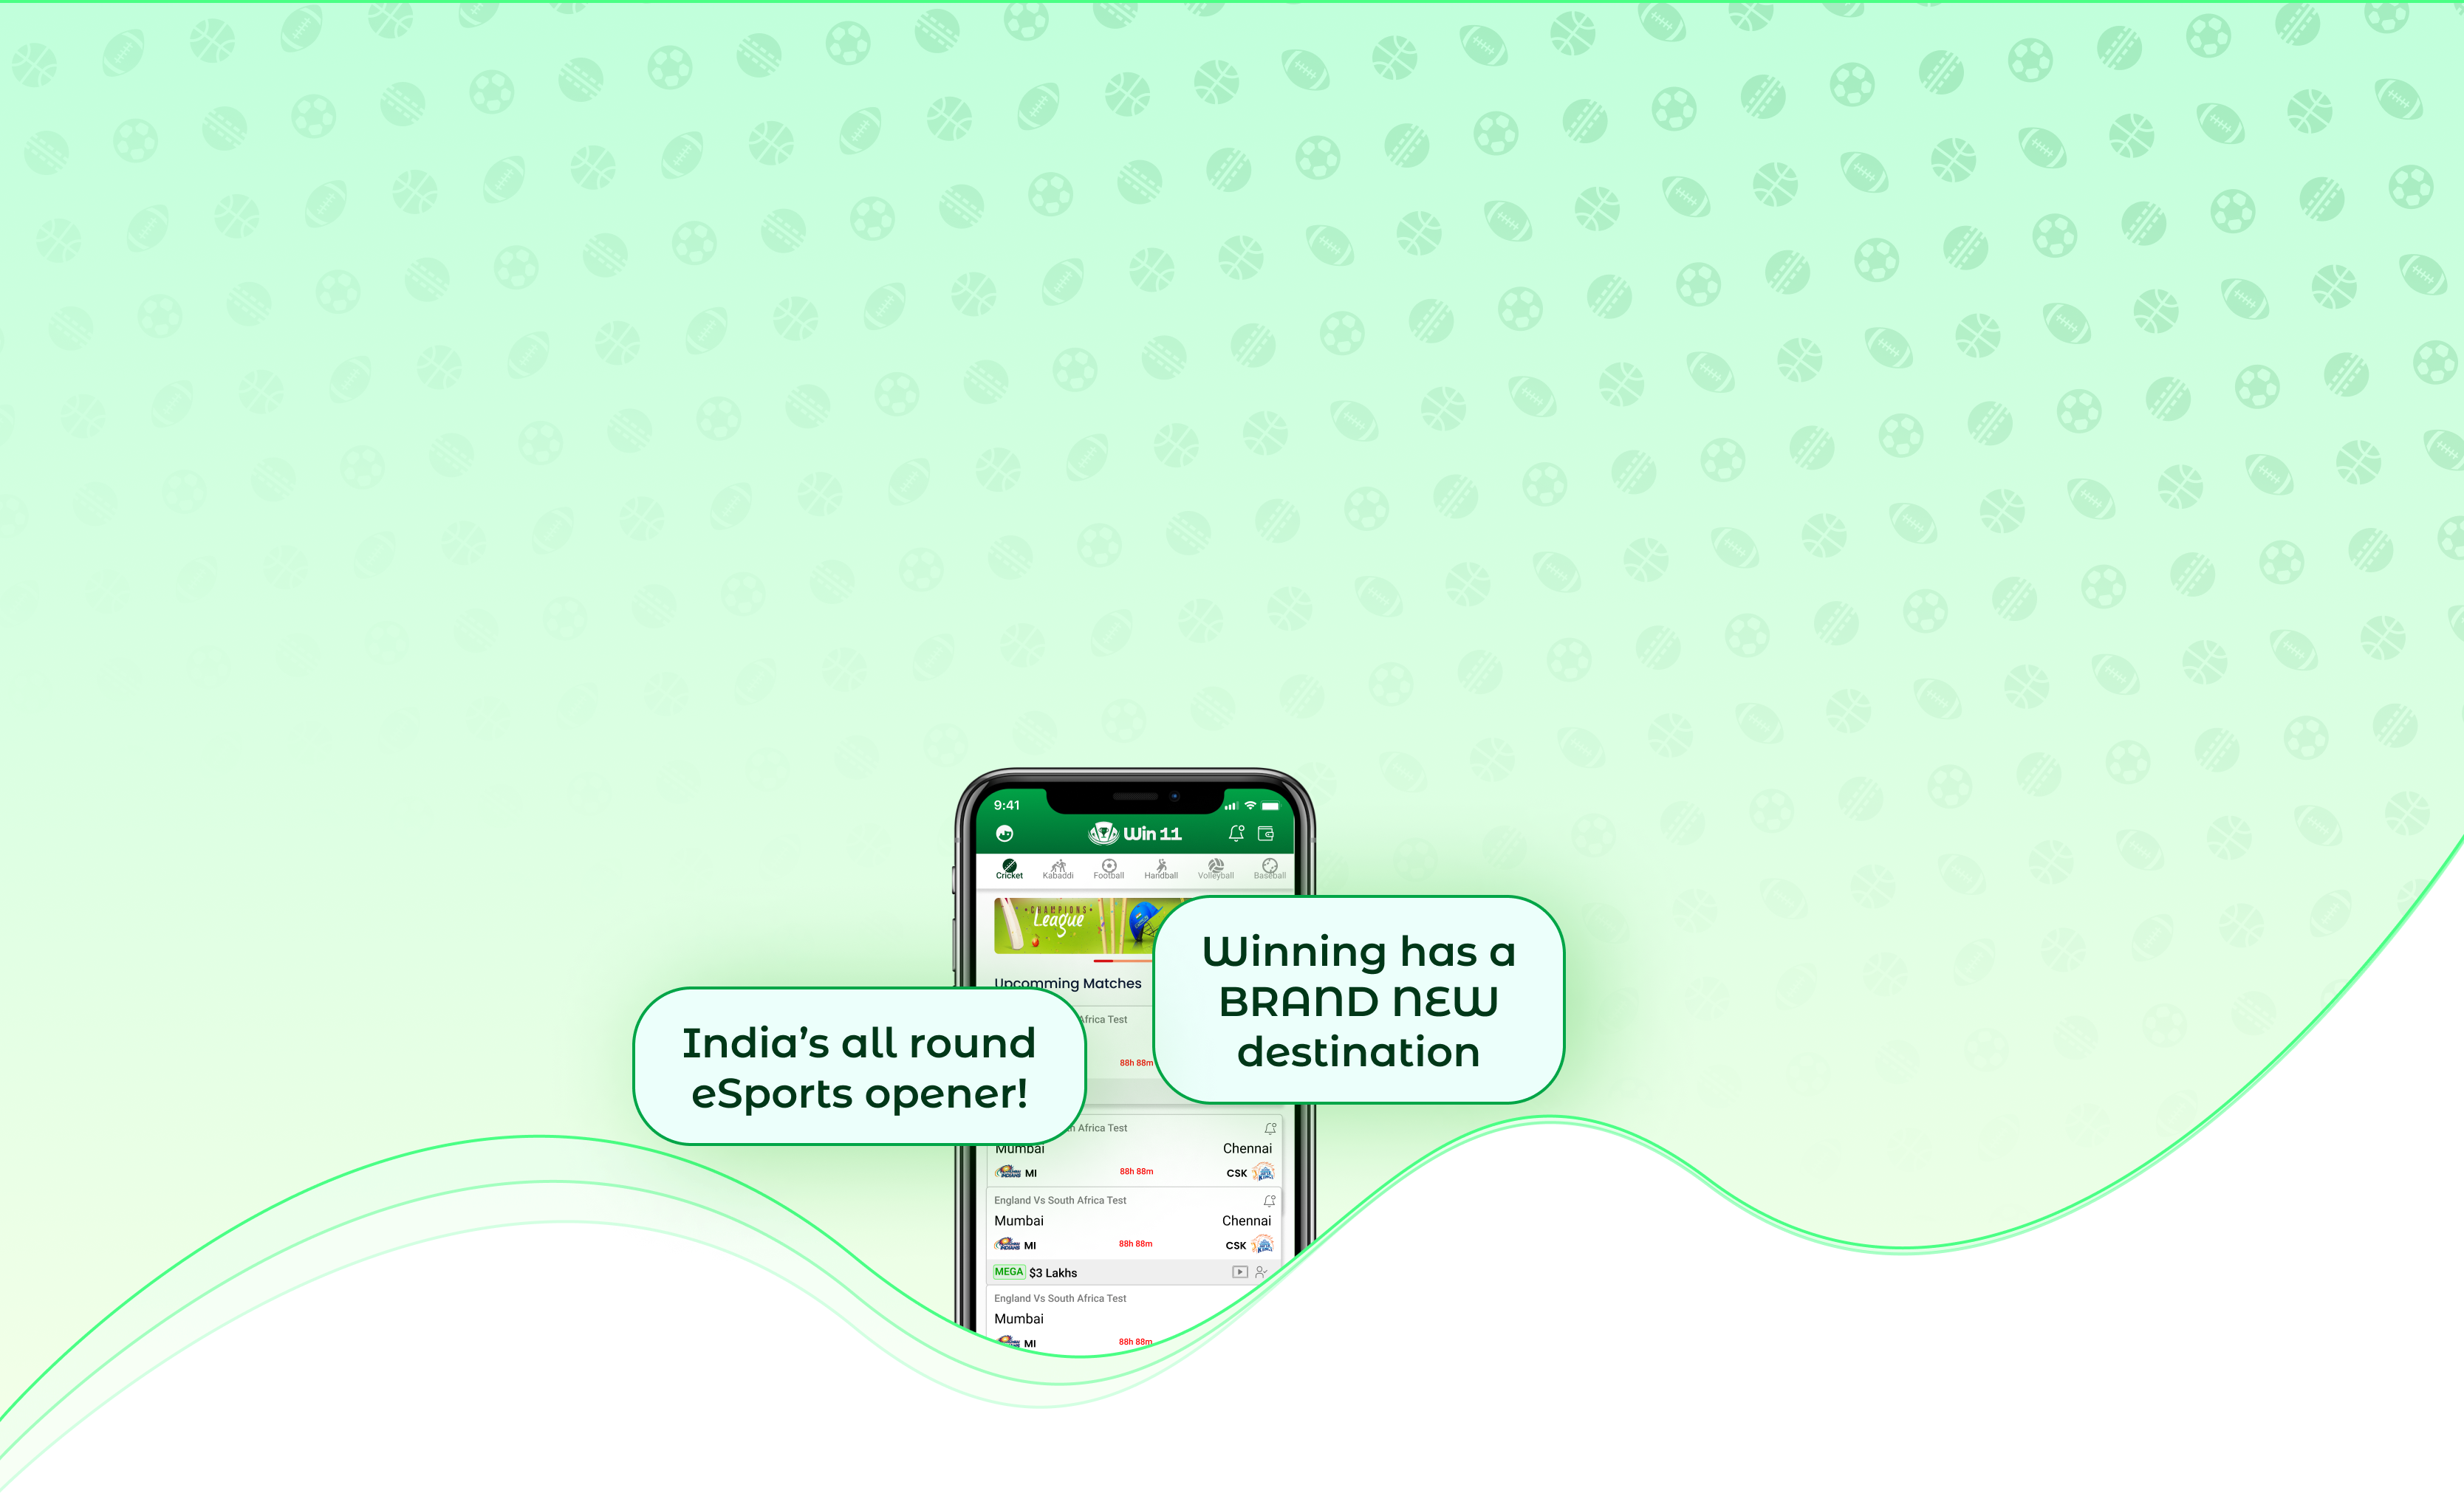 9:41
Win 11
Cricket Kabaddi Football Handball Volleyball Baseball
CHAMPIONS
League
Upcomming Matches
Winning has a
BRAND NEW
destination
India's all round
eSports opener!
Africa Test
88h 88m
Africa Test
Mumbai Chennai
MI 88h 88m CSK
England Vs South Africa Test
Mumbai Chennai
MI 88h 88m CSK
MEGA $3 Lakhs
England Vs South Africa Test
Mumbai
MI 88h 88m